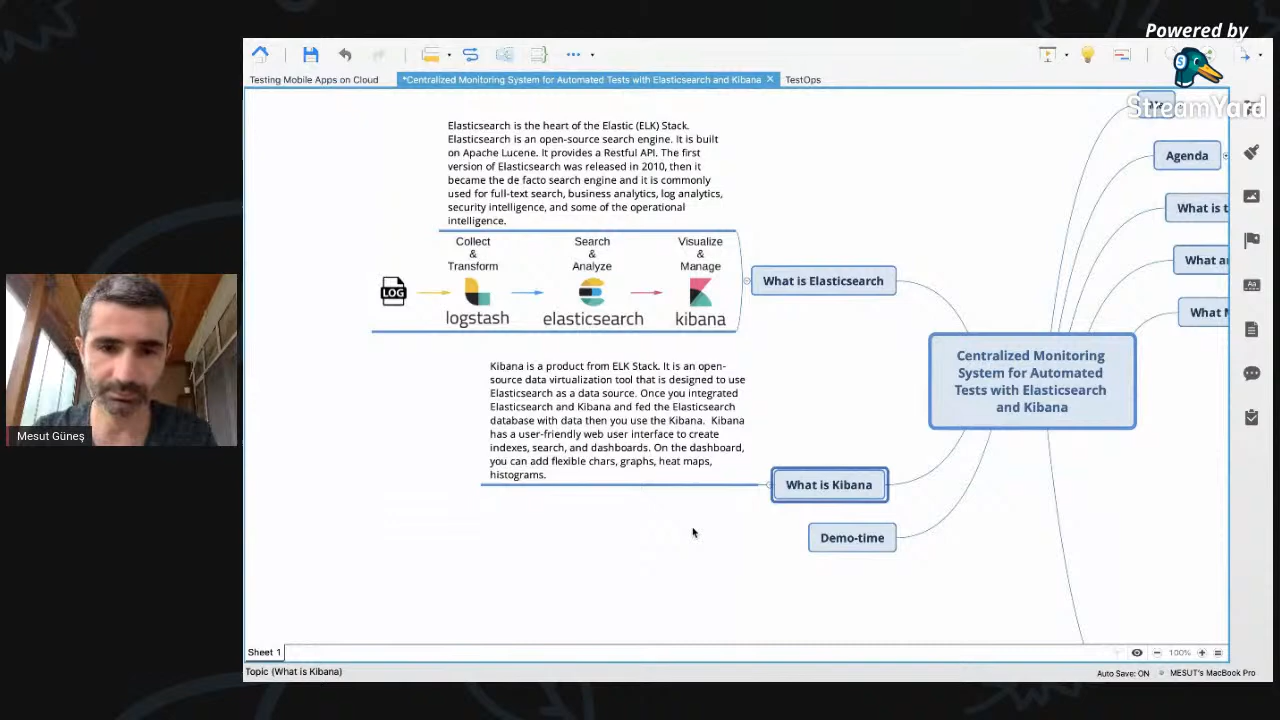 Powered by
StreamYard
Testing Mobile Apps on Cloud
*Centralized Monitoring System for Automated Tests with Elasticsearch and Kibana
TestOps
Elasticsearch is the heart of the Elastic (ELK) Stack.
Elasticsearch is an open-source search engine. It is built
on Apache Lucene. It provides a Restful API. The first
version of Elasticsearch was released in 2010, then it
became the de facto search engine and it is commonly
used for full-text search, business analytics, log analytics,
security intelligence, and some of the operational
intelligence.
Collect
&
Transform
Search
&
Analyze
Visualize
&
Manage
LOG
logstash
elasticsearch
kibana
What is Elasticsearch
Agenda
What is t
What ar
What M
Centralized Monitoring
System for Automated
Tests with Elasticsearch
and Kibana
Kibana is a product from ELK Stack. It is an open-
source data virtualization tool that is designed to use
Elasticsearch as a data source. Once you integrated
Elasticsearch and Kibana and fed the Elasticsearch
database with data then you use the Kibana.  Kibana
has a user-friendly web user interface to create
indexes, search, and dashboards. On the dashboard,
you can add flexible chars, graphs, heat maps,
histograms.
What is Kibana
Demo-time
Mesut Güneş
Sheet 1
100%
Topic (What is Kibana)
Auto Save: ON
MESUT's MacBook Pro